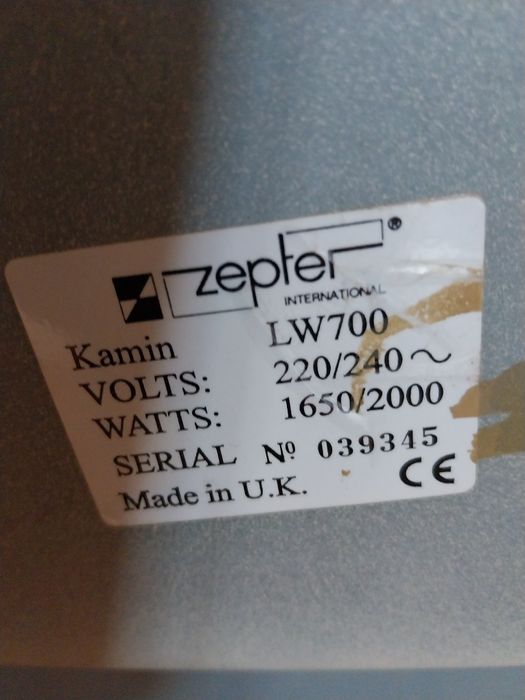 zepter®
INTERNATIONAL
Kamin LW700
VOLTS: 220/240 ~
WATTS: 1650/2000
SERIAL Nº 039345
Made in U.K. CE